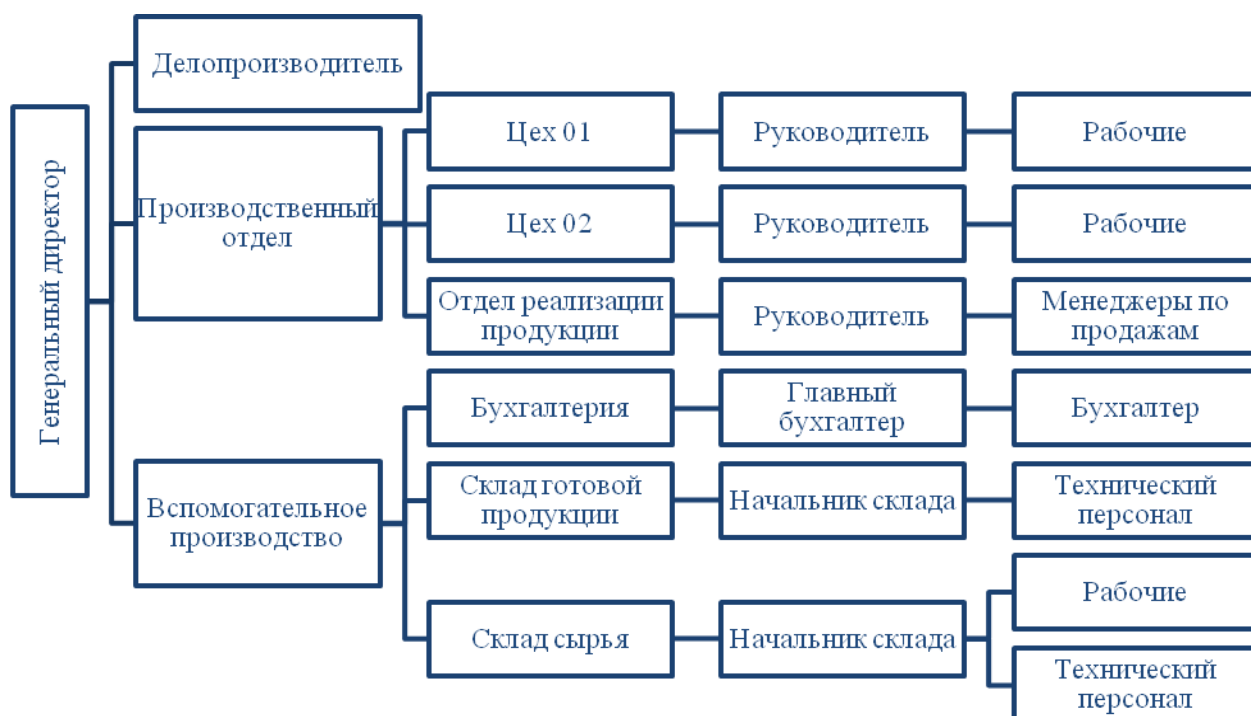 Генеральный директор
Делопроизводитель
Производственный
отдел
Цех 01
Руководитель
Рабочие
Цех 02
Руководитель
Рабочие
Отдел реализации
продукции
Руководитель
Менеджеры по
продажам
Вспомогательное
производство
Бухгалтерия
Главный
бухгалтер
Бухгалтер
Склад готовой
продукции
Начальник склада
Технический
персонал
Склад сырья
Начальник склада
Рабочие
Технический
персонал